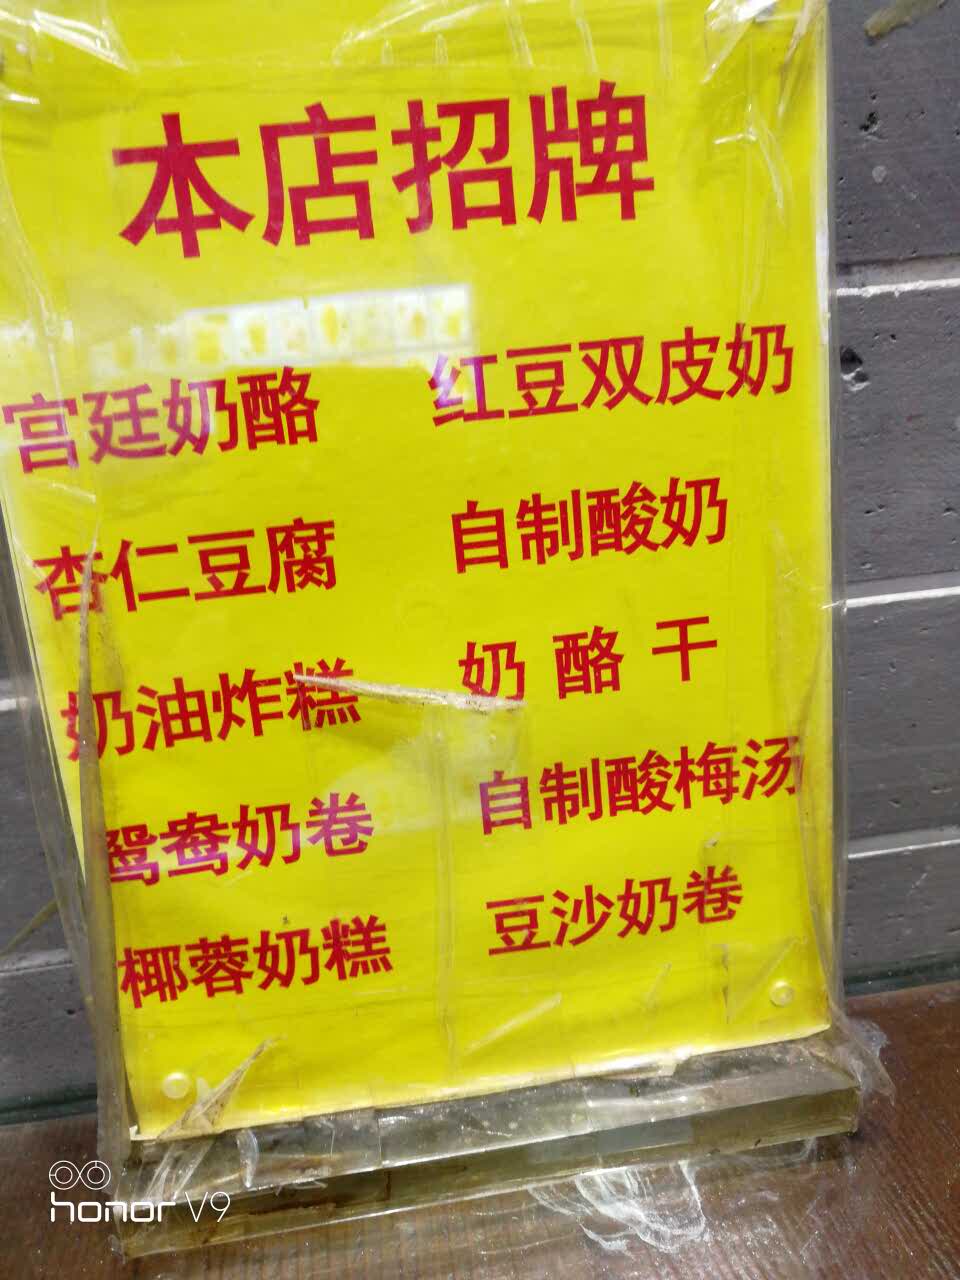 本店招牌
宫廷奶酪 红豆双皮奶
杏仁豆腐 自制酸奶
奶油炸糕 奶酪干
鸳鸯奶卷 自制酸梅汤
椰蓉奶糕 豆沙奶卷
honor V9